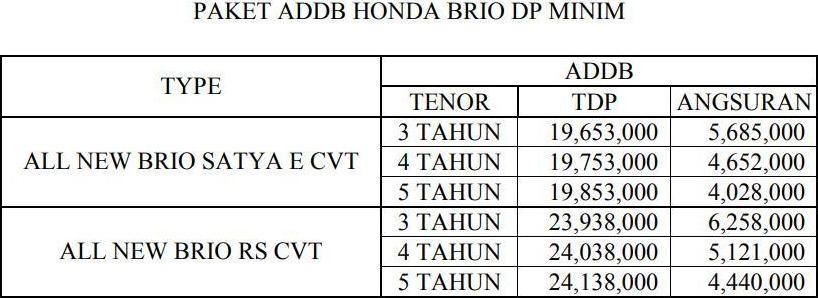 PAKET ADDB HONDA BRIO DP MINIM
TYPE ADDB
TENOR TDP ANGSURAN
ALL NEW BRIO SATYA E CVT 3 TAHUN 19,653,000 5,685,000
4 TAHUN 19,753,000 4,652,000
5 TAHUN 19,853,000 4,028,000
ALL NEW BRIO RS CVT 3 TAHUN 23,938,000 6,258,000
4 TAHUN 24,038,000 5,121,000
5 TAHUN 24,138,000 4,440,000